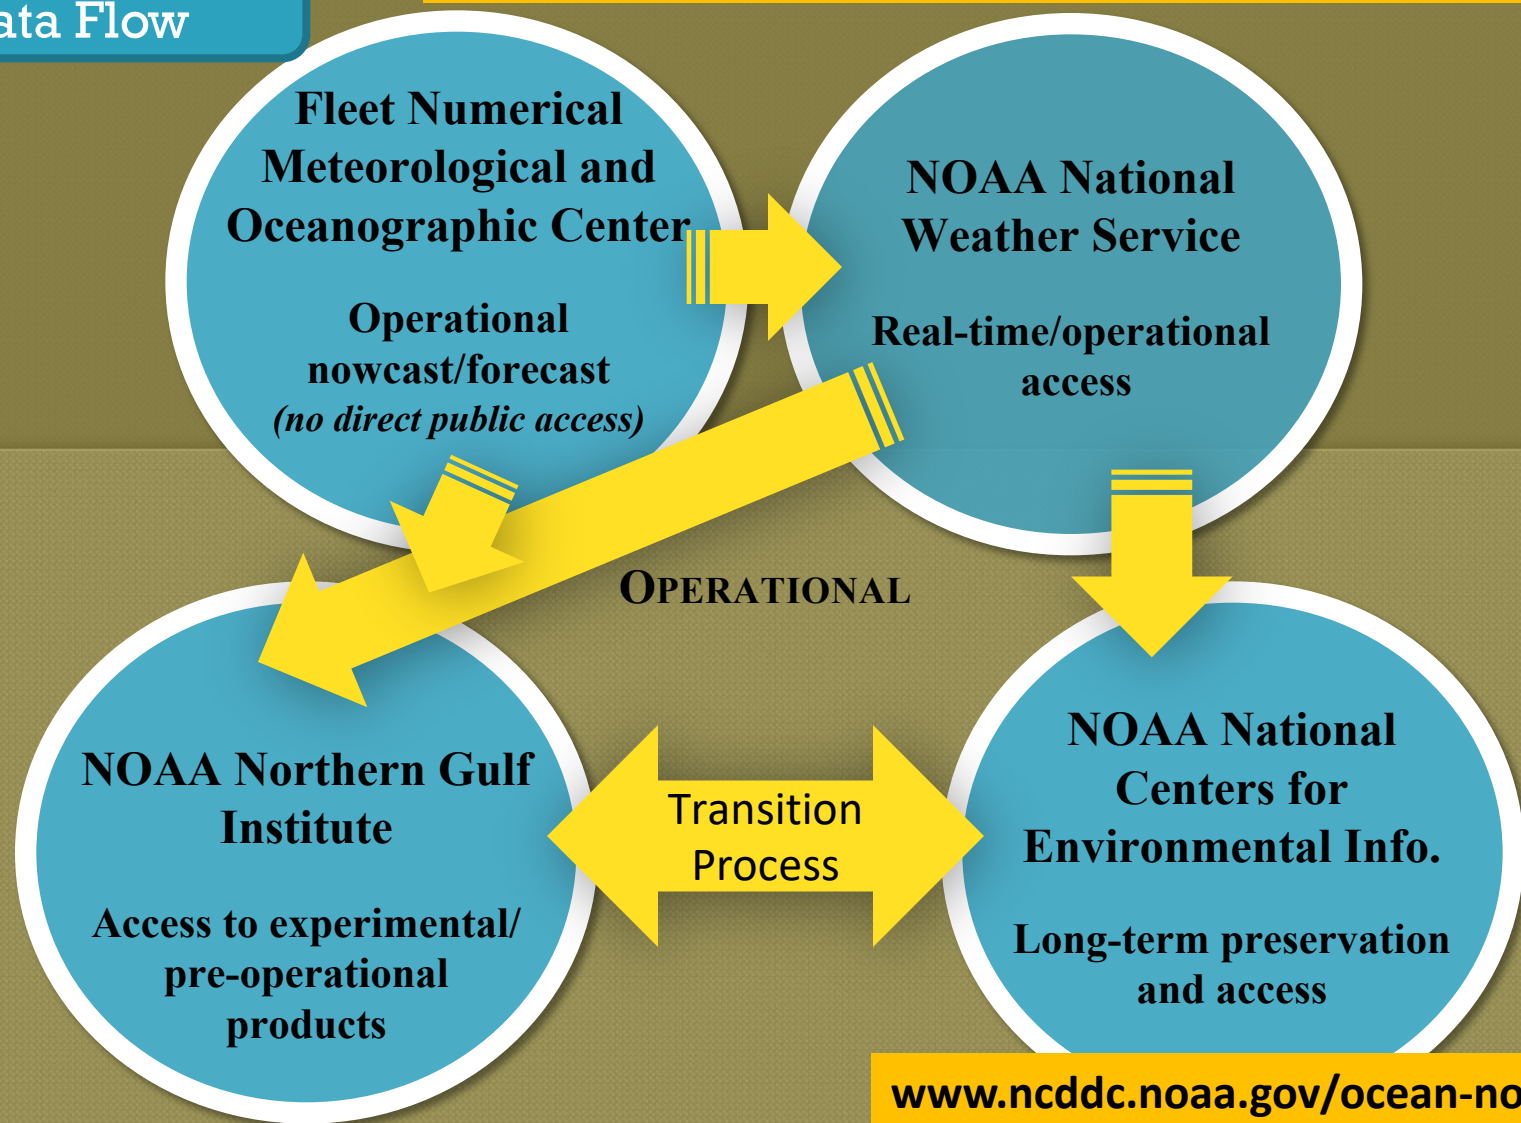 ata Flow
Fleet Numerical
Meteorological and
Oceanographic Center
Operational
nowcast/forecast
(no direct public access)
NOAA National
Weather Service
Real-time/operational
access
OPERATIONAL
NOAA Northern Gulf
Institute
Access to experimental/
pre-operational
products
Transition
Process
NOAA National
Centers for
Environmental Info.
Long-term preservation
and access
www.ncddc.noaa.gov/ocean-no